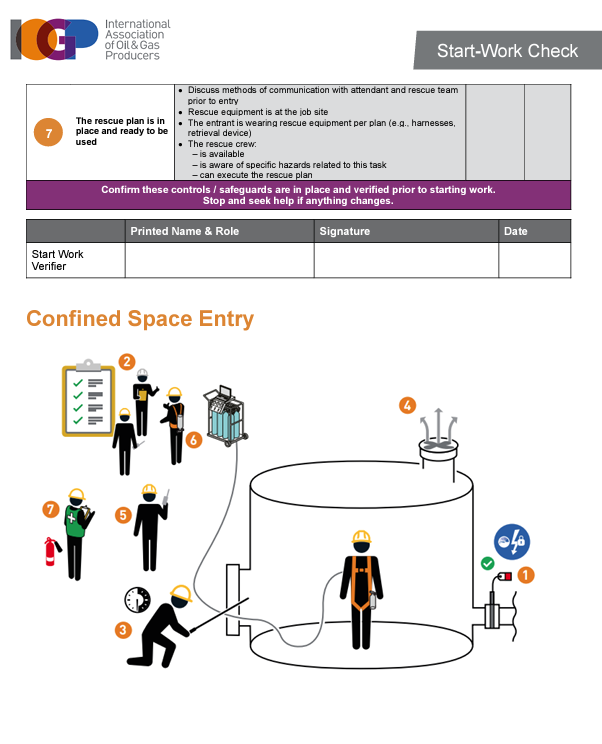 IOGP
International
Association
of Oil & Gas
Producers
Start-Work Check
7
The rescue plan is in
place and ready to be
used
• Discuss methods of communication with attendant and rescue team
prior to entry
• Rescue equipment is at the job site
• The entrant is wearing rescue equipment per plan (e.g., harnesses,
retrieval device)
• The rescue crew:
– is available
– is aware of specific hazards related to this task
– can execute the rescue plan
Confirm these controls / safeguards are in place and verified prior to starting work.
Stop and seek help if anything changes.
Printed Name & Role
Signature
Date
Start Work
Verifier
Confined Space Entry
2
4
6
7
5
1
3